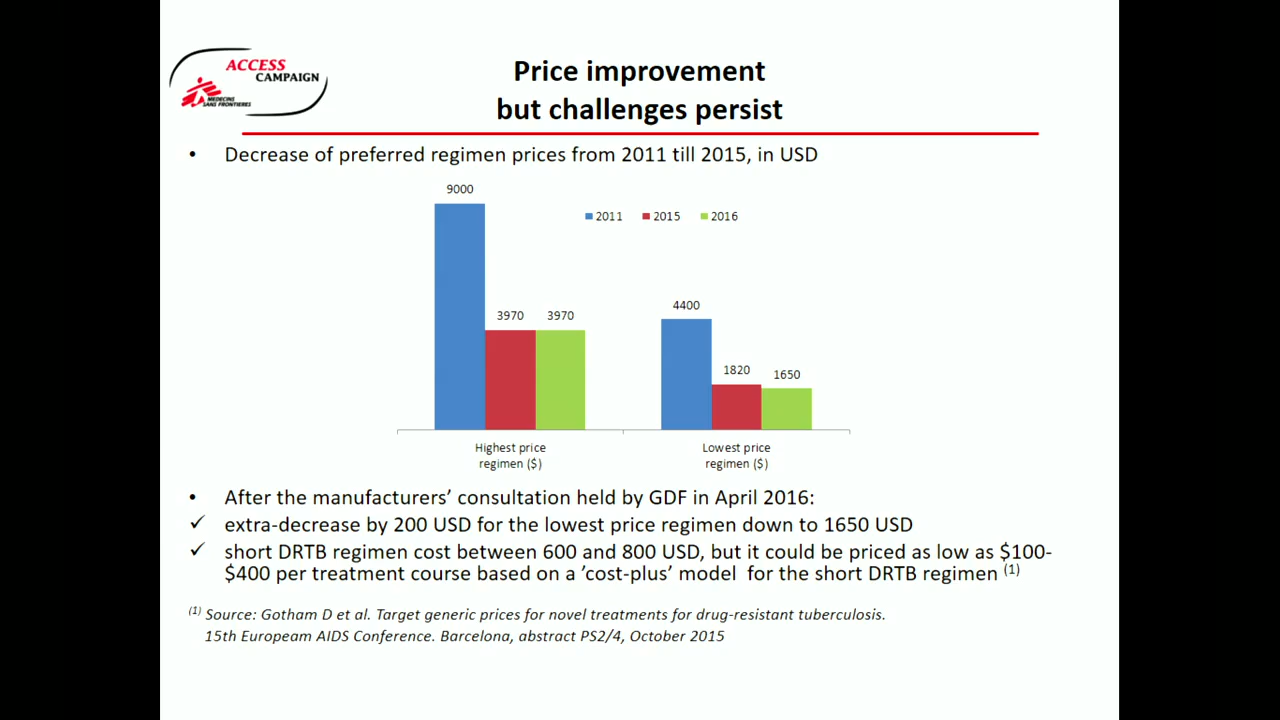 ACCESS
CAMPAIGN
MEDECINS
SANS FRONTIERES
Price improvement
but challenges persist
• Decrease of preferred regimen prices from 2011 till 2015, in USD
9000
2011 2015 2016
4400
3970 3970
1820 1650
Highest price
regimen ($)
Lowest price
regimen ($)
• After the manufacturers’ consultation held by GDF in April 2016:
✓ extra-decrease by 200 USD for the lowest price regimen down to 1650 USD
✓ short DRTB regimen cost between 600 and 800 USD, but it could be priced as low as $100-
$400 per treatment course based on a ’cost-plus’ model for the short DRTB regimen (1)
(1) Source: Gotham D et al. Target generic prices for novel treatments for drug-resistant tuberculosis.
15th Europeam AIDS Conference. Barcelona, abstract PS2/4, October 2015